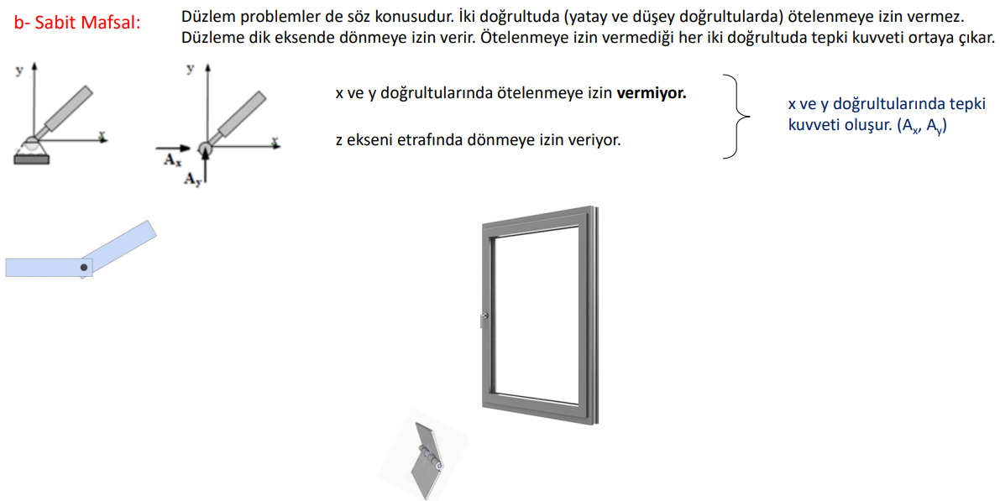 b- Sabit Mafsal:
Düzlem problemler de söz konusudur. İki doğrultuda (yatay ve düşey doğrultularda) ötelenmeye izin vermez.
Düzleme dik eksende dönmeye izin verir. Ötelenmeye izin vermediği her iki doğrultuda tepki kuvveti ortaya çıkar.
y
x
y
x
Ax
Ay
x ve y doğrultularında ötelenmeye izin vermiyor.
z ekseni etrafında dönmeye izin veriyor.
x ve y doğrultularında tepki
kuvveti oluşur. (Ax, Ay)